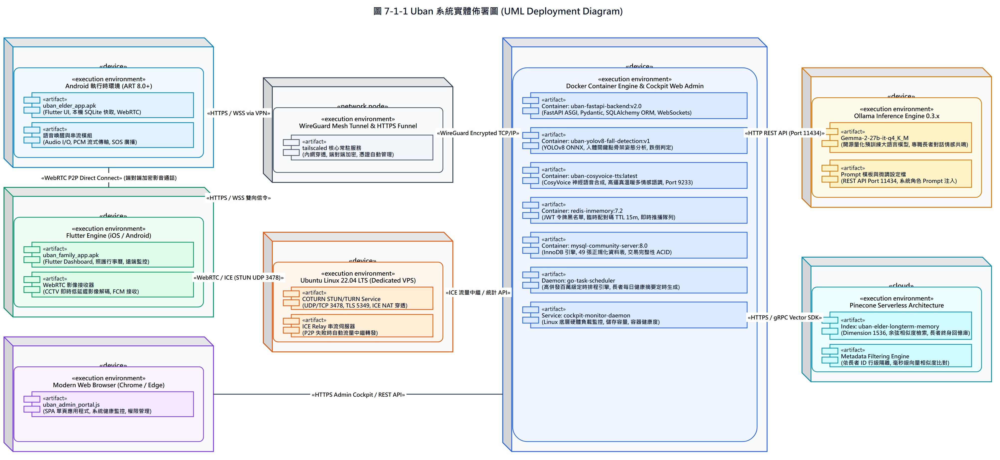 圖 7-1-1 Uban 系統實體佈署圖 (UML Deployment Diagram)
«device»
«execution environment»
Android 執行時環境 (ART 8.0+)
«artifact»
uban_elder_app.apk
(Flutter UI, 本機 SQLite 快取, WebRTC)
«artifact»
語音喚醒與串流模組
(Audio I/O, PCM 流式傳輸, SOS 廣播)
«WebRTC P2P Direct Connect» (端對端加密影音通話)
«device»
«execution environment»
Flutter Engine (iOS / Android)
«artifact»
uban_family_app.apk
(Flutter Dashboard, 照護行事曆, 遠端監控)
«artifact»
WebRTC 影像接收器
(CCTV 即時低延遲影像解碼, FCM 接收)
«device»
«execution environment»
Modern Web Browser (Chrome / Edge)
«artifact»
uban_admin_portal.js
(SPA 單頁應用程式, 系統健康監控, 權限管理)
«HTTPS / WSS via VPN»
«HTTPS / WSS 雙向信令»
«WebRTC / ICE (STUN UDP 3478)»
«HTTPS Admin Cockpit / REST API»
«network node»
«execution environment»
WireGuard Mesh Tunnel & HTTPS Funnel
«artifact»
tailscaled 核心常駐服務
(內網穿透, 端對端加密, 憑證自動管理)
«device»
«execution environment»
Ubuntu Linux 22.04 LTS (Dedicated VPS)
«artifact»
COTURN STUN/TURN Service
(UDP/TCP 3478, TLS 5349, ICE NAT 穿透)
«artifact»
ICE Relay 串流伺服器
(P2P 失敗時自動流量中繼轉發)
«WireGuard Encrypted TCP/IP»
«ICE 流量中繼 / 統計 API»
«device»
«execution environment»
Docker Container Engine & Cockpit Web Admin
«artifact»
Container: uban-fastapi-backend:v2.0
(FastAPI ASGI, Pydantic, SQLAlchemy ORM, WebSockets)
«artifact»
Container: uban-yolov8-fall-detection:v1
(YOLOv8 ONNX, 人體關鍵點骨架姿態分析, 跌倒判定)
«artifact»
Container: uban-cosyvoice-tts:latest
(CosyVoice 神經語音合成, 高逼真溫暖多情感語調, Port 9233)
«artifact»
Container: redis-inmemory:7.2
(JWT 令牌黑名單, 臨時配對碼 TTL 15m, 即時推播隊列)
«artifact»
Container: mysql-community-server:8.0
(InnoDB 引擎, 49 張正規化資料表, 交易完整性 ACID)
«artifact»
Daemon: go-task-scheduler
(高併發百萬級定時排程引擎, 長者每日健康摘要定時生成)
«artifact»
Service: cockpit-monitor-daemon
(Linux 底層硬體負載監控, 儲存容量, 容器健康度)
«HTTP REST API (Port 11434)»
«HTTPS / gRPC Vector SDK»
«device»
«execution environment»
Ollama Inference Engine 0.3.x
«artifact»
Gemma-2-27b-it-q4_K_M
(開源量化預訓練大語言模型, 專職長者對話情感共鳴)
«artifact»
Prompt 模板與微調設定檔
(REST API Port 11434, 系統角色 Prompt 注入)
«cloud»
«execution environment»
Pinecone Serverless Architecture
«artifact»
Index: uban-elder-longterm-memory
(Dimension 1536, 余弦相似度檢索, 長者終身回憶庫)
«artifact»
Metadata Filtering Engine
(依長者 ID 行級隔離, 毫秒級向量相似度比對)